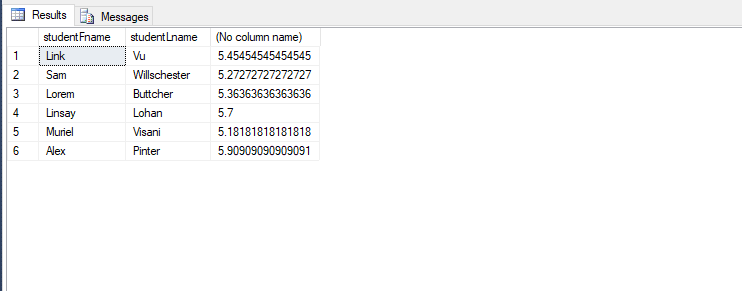 Results Messages
studentFname studentLname (No column name)
1 Link Vu 5.45454545454545
2 Sam Willschester 5.27272727272727
3 Lorem Buttcher 5.36363636363636
4 Linsay Lohan 5.7
5 Muriel Visani 5.18181818181818
6 Alex Pinter 5.90909090909091